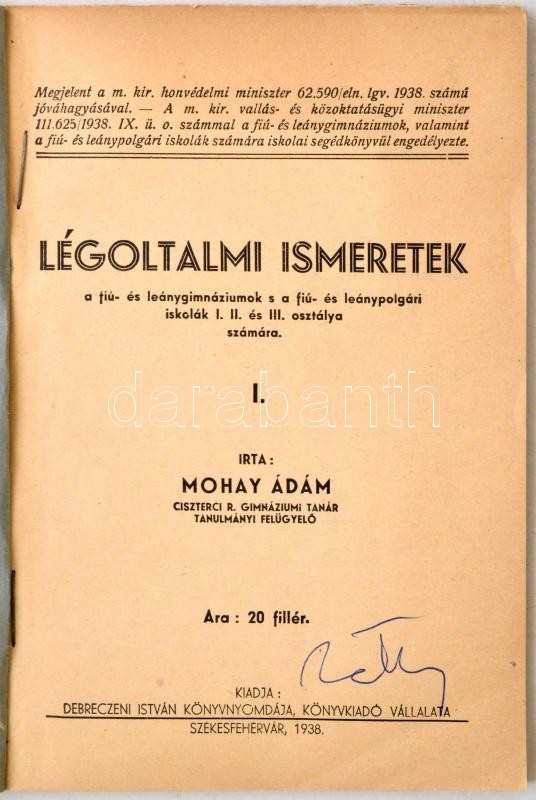 Megjelent a m. kir. honvédelmi miniszter 62.590/eln. lgv. 1938. számú
jóváhagyásával. — A m. kir. vallás- és közoktatásügyi miniszter
111.625/1938. IX. ü. o. számmal a fiú- és leánygimnáziumok, valamint
a fiú- és leánypolgári iskolák számára iskolai segédkönyvül engedélyezte.
LÉGOLTALMI ISMERETEK
a fiú- és leánygimnáziumok s a fiú- és leánypolgári
iskolák I. II. és III. osztálya
számára.
I.
darabanth
IRTA:
MOHAY ÁDÁM
CISZTERCI R. GIMNÁZIUMI TANÁR
TANULMÁNYI FELÜGYELŐ
Ára: 20 fillér.
KIADJA:
DEBRECZENI ISTVÁN KÖNYVNYOMDÁJA, KÖNYVKIADÓ VÁLLALATA
SZÉKESFEHÉRVÁR, 1938.